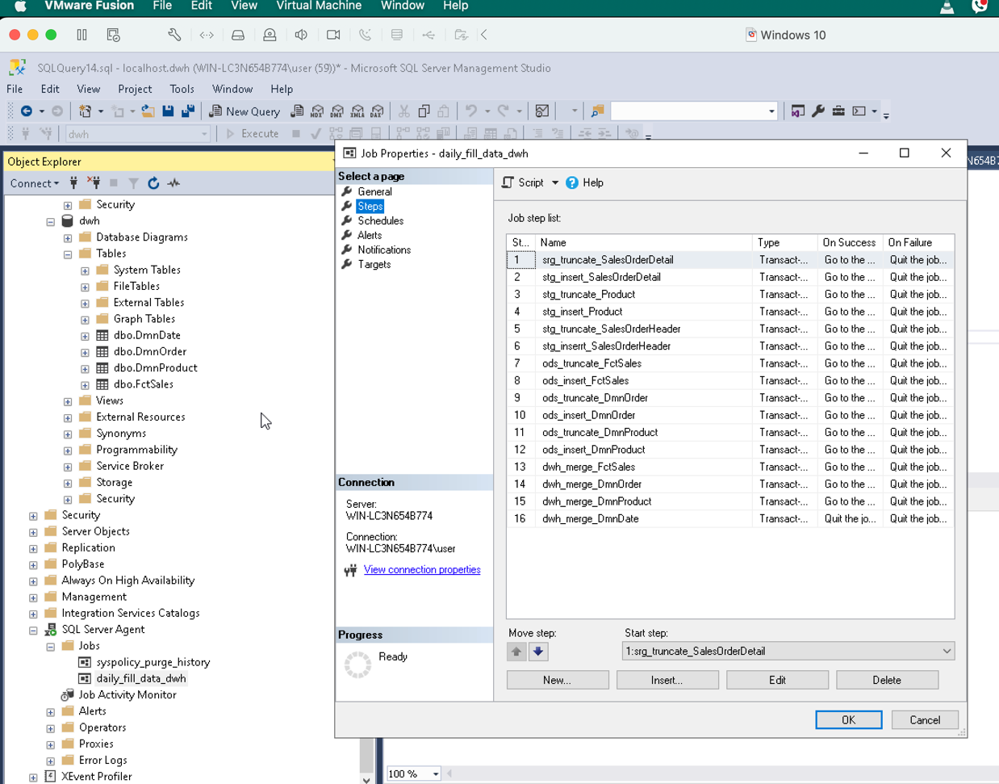 VMware Fusion File Edit View Virtual Machine Window Help
Windows 10
SQLQuery14.sql - localhost.dwh (WIN-LC3N654B774\user (59))* - Microsoft SQL Server Management Studio
File Edit View Project Tools Window Help
New Query
MDX
DMX
XMLA
DAX
dwh
Execute
Object Explorer
Connect
Security
dwh
Database Diagrams
Tables
System Tables
FileTables
External Tables
Graph Tables
dbo.DmnDate
dbo.DmnOrder
dbo.DmnProduct
dbo.FctSales
Views
External Resources
Synonyms
Programmability
Service Broker
Storage
Security
Security
Server Objects
Replication
PolyBase
Always On High Availability
Management
Integration Services Catalogs
SQL Server Agent
Jobs
syspolicy_purge_history
daily_fill_data_dwh
Job Activity Monitor
Alerts
Operators
Proxies
Error Logs
XEvent Profiler
Job Properties - daily_fill_data_dwh
Select a page
General
Steps
Schedules
Alerts
Notifications
Targets
Connection
Server:
WIN-LC3N654B774
Connection:
WIN-LC3N654B774\user
View connection properties
Progress
Ready
Script Help
Job step list:
St... Name Type On Success On Failure
1 srg_truncate_SalesOrderDetail Transact-... Go to the ... Quit the job...
2 stg_insert_SalesOrderDetail Transact-... Go to the ... Quit the job...
3 stg_truncate_Product Transact-... Go to the ... Quit the job...
4 stg_insert_Product Transact-... Go to the ... Quit the job...
5 stg_truncate_SalesOrderHeader Transact-... Go to the ... Quit the job...
6 stg_inserrt_SalesOrderHeader Transact-... Go to the ... Quit the job...
7 ods_truncate_FctSales Transact-... Go to the ... Quit the job...
8 ods_insert_FctSales Transact-... Go to the ... Quit the job...
9 ods_truncate_DmnOrder Transact-... Go to the ... Quit the job...
10 ods_insert_DmnOrder Transact-... Go to the ... Quit the job...
11 ods_truncate_DmnProduct Transact-... Go to the ... Quit the job...
12 ods_insert_DmnProduct Transact-... Go to the ... Quit the job...
13 dwh_merge_FctSales Transact-... Go to the ... Quit the job...
14 dwh_merge_DmnOrder Transact-... Go to the ... Quit the job...
15 dwh_merge_DmnProduct Transact-... Go to the ... Quit the job...
16 dwh_merge_DmnDate Transact-... Quit the jo... Quit the job...
Move step:
Start step:
1:srg_truncate_SalesOrderDetail
New... Insert... Edit Delete
OK Cancel
100 %